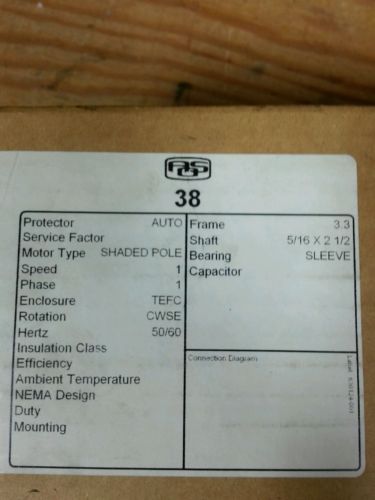 AOS
38
Protector AUTO
Service Factor
Motor Type SHADED POLE
Speed 1
Phase 1
Enclosure TEFC
Rotation CWSE
Hertz 50/60
Insulation Class
Efficiency
Ambient Temperature
NEMA Design
Duty
Mounting
Frame 3.3
Shaft 5/16 X 2 1/2
Bearing SLEEVE
Capacitor
Connection Diagram
Label